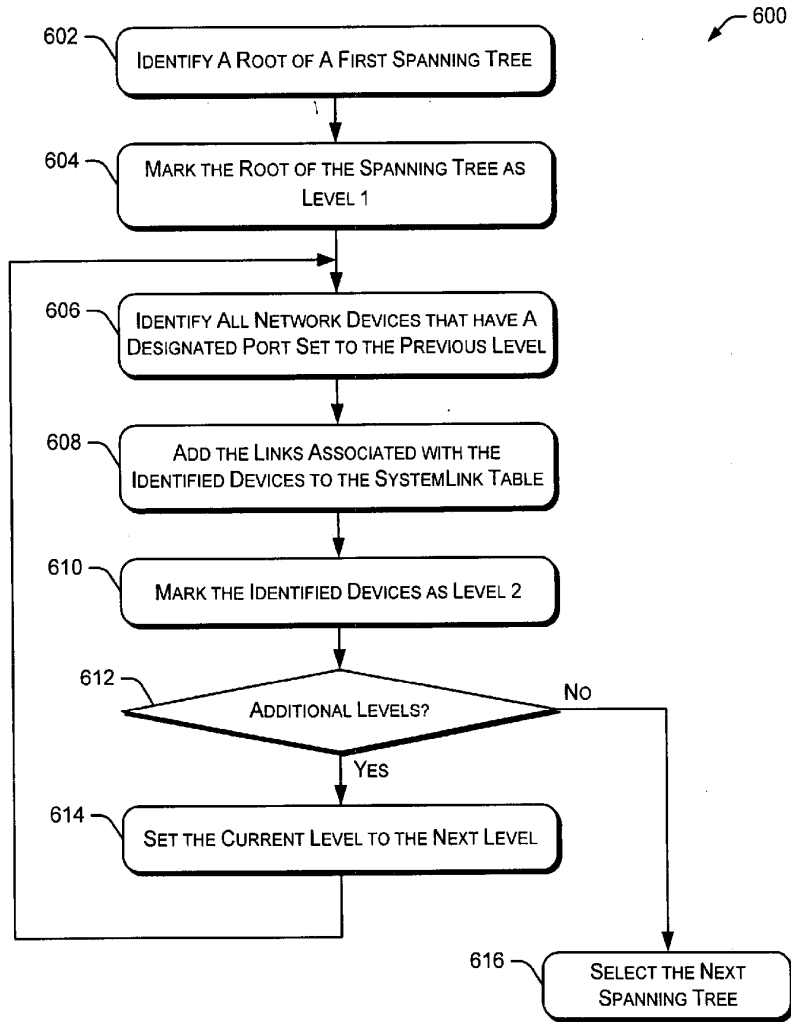 600
602
IDENTIFY A ROOT OF A FIRST SPANNING TREE
604
MARK THE ROOT OF THE SPANNING TREE AS
LEVEL 1
606
IDENTIFY ALL NETWORK DEVICES THAT HAVE A
DESIGNATED PORT SET TO THE PREVIOUS LEVEL
608
ADD THE LINKS ASSOCIATED WITH THE
IDENTIFIED DEVICES TO THE SYSTEMLINK TABLE
610
MARK THE IDENTIFIED DEVICES AS LEVEL 2
612
ADDITIONAL LEVELS?
NO
YES
614
SET THE CURRENT LEVEL TO THE NEXT LEVEL
616
SELECT THE NEXT
SPANNING TREE